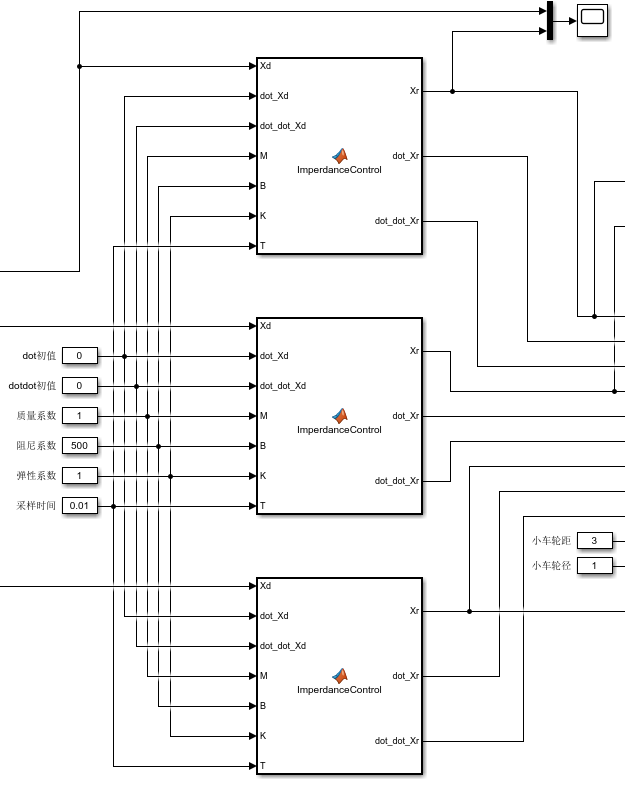 Xd
dot_Xd
dot_dot_Xd
M
B
K
T
ImperdanceControl
Xr
dot_Xr
dot_dot_Xr
Xd
dot初值 0 dot_Xd
dotdot初值 0 dot_dot_Xd
质量系数 1 M
阻尼系数 500 B
弹性系数 1 K
采样时间 0.01 T
ImperdanceControl
Xr
dot_Xr
dot_dot_Xr
小车轮距 3
小车轮径 1
Xd
dot_Xd
dot_dot_Xd
M
B
K
T
ImperdanceControl
Xr
dot_Xr
dot_dot_Xr